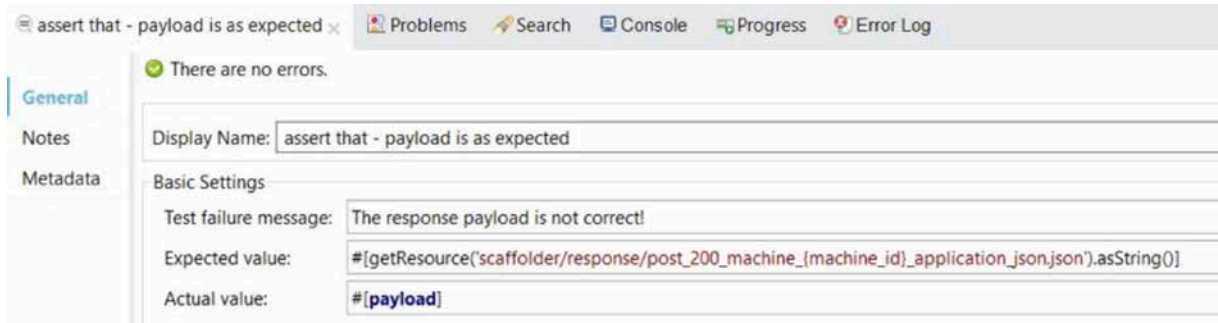 assert that - payload is as expected Problems Search Console Progress Error Log
There are no errors.
General
Notes
Display Name: assert that - payload is as expected
Metadata
Basic Settings
Test failure message: The response payload is not correct!
Expected value: #[getResource('scaffolder/response/post_200_machine_{machine_id}_application_json.json').asString()]
Actual value: #[payload]